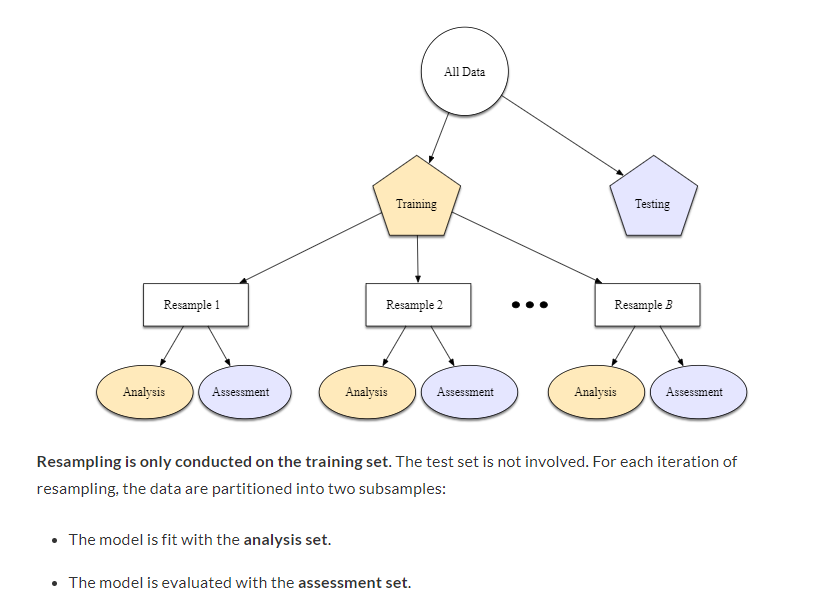 All Data
Training
Testing
Resample 1
Resample 2
Resample B
Analysis
Assessment
Analysis
Assessment
Analysis
Assessment
Resampling is only conducted on the training set. The test set is not involved. For each iteration of
resampling, the data are partitioned into two subsamples:
• The model is fit with the analysis set.
• The model is evaluated with the assessment set.